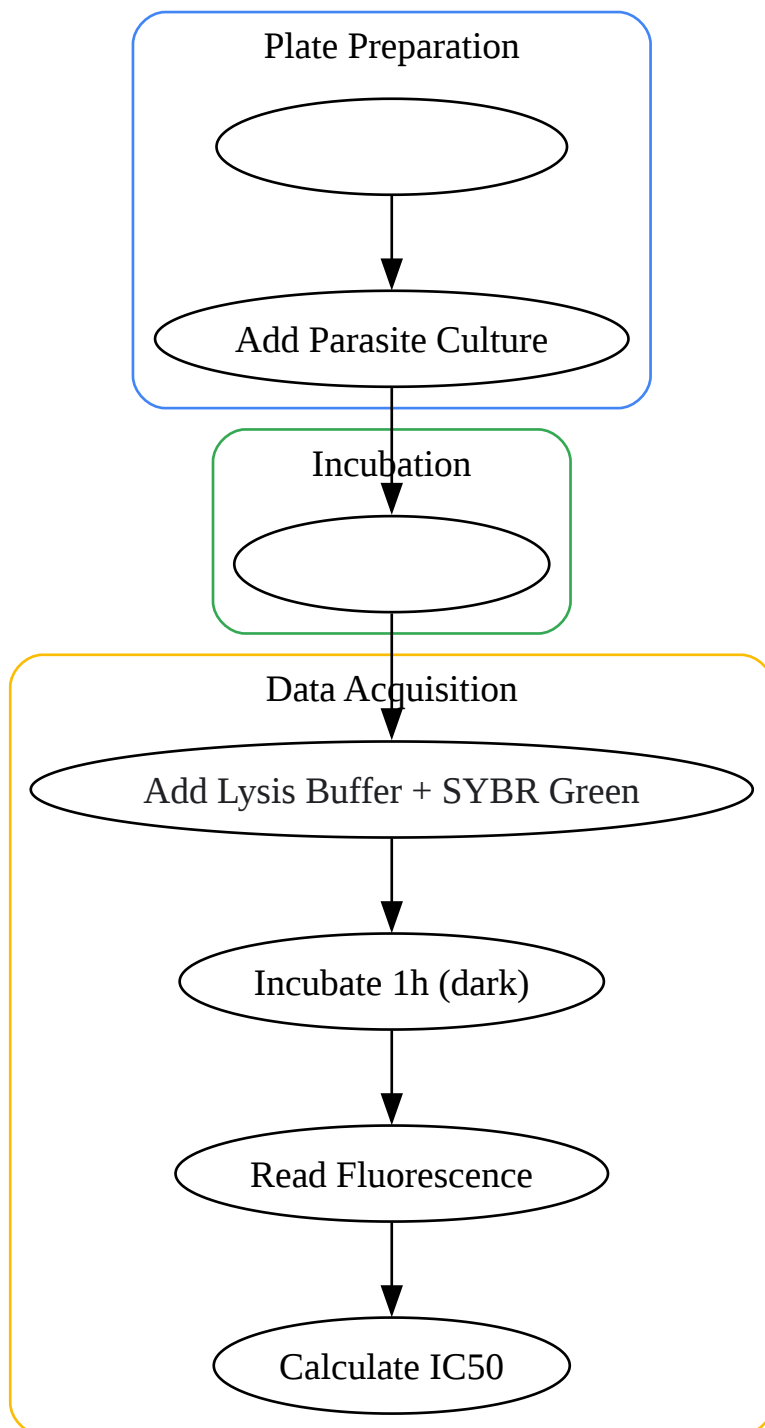 Plate Preparation
Add Parasite Culture
Incubation
Data Acquisition
Add Lysis Buffer + SYBR Green
Incubate 1h (dark)
Read Fluorescence
Calculate IC50